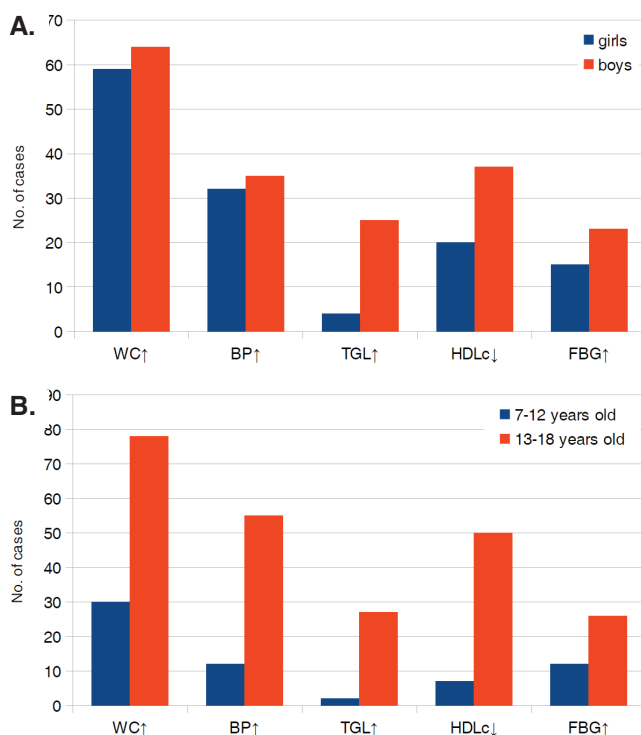 A.
70
60
50
40
30
20
10
0
No. of cases
girls
boys
WC↑ BP↑ TGL↑ HDLc↓ FBG↑
B.
90
80
70
60
50
40
30
20
10
0
No. of cases
7-12 years old
13-18 years old
WC↑ BP↑ TGL↑ HDLc↓ FBG↑